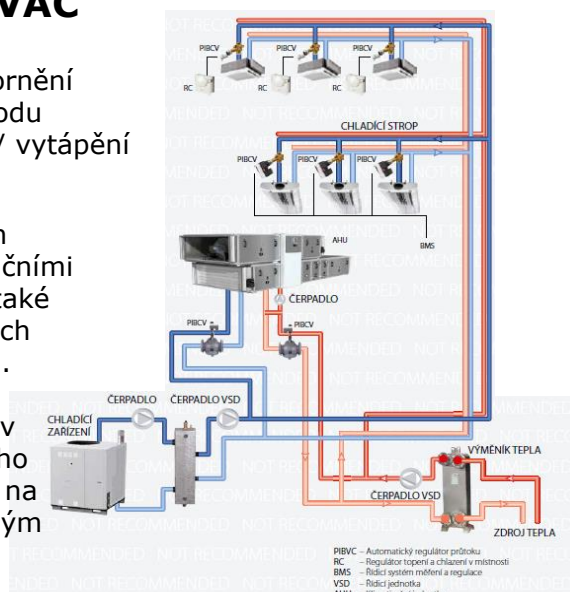 VAC
ornění
odu
/ vytápění
m
čními
také
ch
.
v
ho
na
ým
PIBCV
PIBCV
PIBCV
RC
RC
RC
CHLADÍCÍ STROP
PIBCV
PIBCV
PIBCV
BMS
AHU
ČERPADLO
PIBCV
PIBCV
ČERPADLO
ČERPADLO VSD
CHLADÍCÍ
ZAŘÍZENÍ
VÝMĚNÍK TEPLA
ČERPADLO VSD
ZDROJ TEPLA
PIBVC – Automatický regulátor průtoku
RC – Regulátor topení a chlazení v místnosti
BMS – Řídicí systém měření a regulace
VSD – Řídicí jednotka
NOT RECOMMENDED